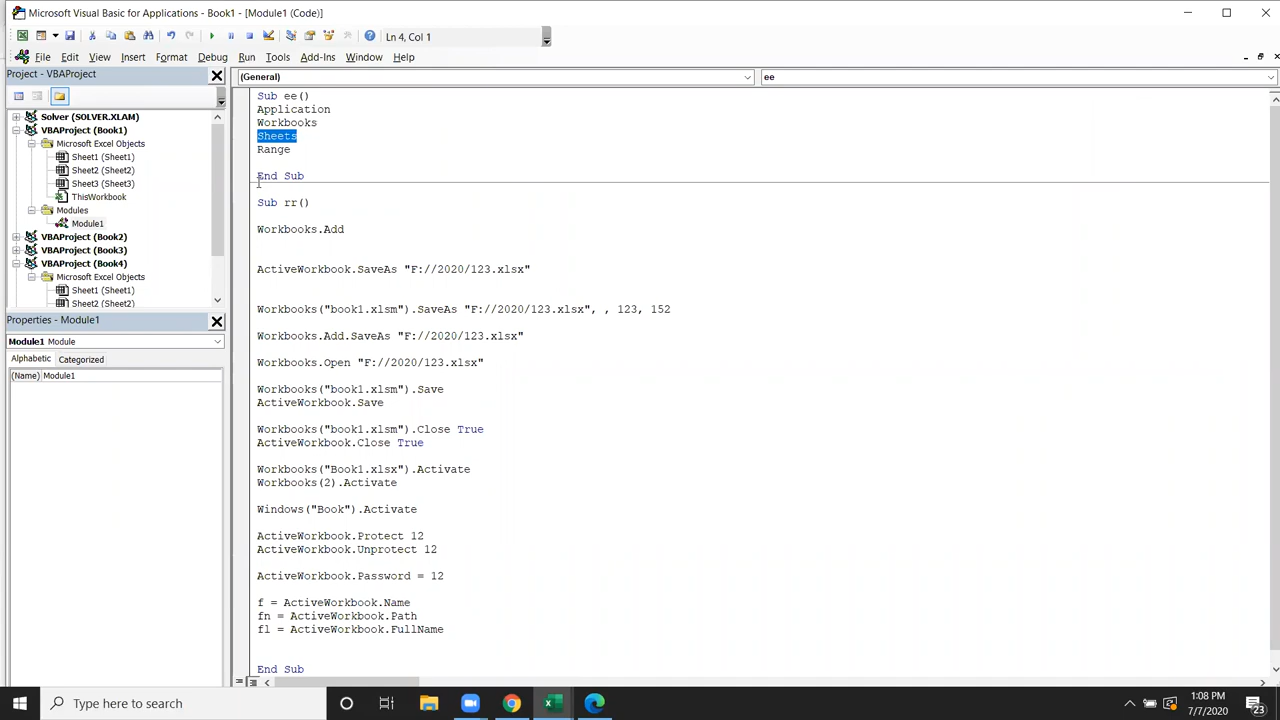 Microsoft Visual Basic for Applications - Book1 - [Module1 (Code)]
Ln 4, Col 1
File Edit View Insert Format Debug Run Tools Add-Ins Window Help
Project - VBAProject
(General)
ee
Solver (SOLVER.XLAM)
VBAProject (Book1)
Microsoft Excel Objects
Sheet1 (Sheet1)
Sheet2 (Sheet2)
Sheet3 (Sheet3)
ThisWorkbook
Modules
Module1
VBAProject (Book2)
VBAProject (Book3)
VBAProject (Book4)
Microsoft Excel Objects
Sheet1 (Sheet1)
Sheet2 (Sheet2)
Properties - Module1
Module1 Module
Alphabetic Categorized
(Name) Module1
Sub ee()
Application
Workbooks
Sheets
Range
End Sub
Sub rr()
Workbooks.Add
ActiveWorkbook.SaveAs "F://2020/123.xlsx"
Workbooks("book1.xlsm").SaveAs "F://2020/123.xlsx", , 123, 152
Workbooks.Add.SaveAs "F://2020/123.xlsx"
Workbooks.Open "F://2020/123.xlsx"
Workbooks("book1.xlsm").Save
ActiveWorkbook.Save
Workbooks("book1.xlsm").Close True
ActiveWorkbook.Close True
Workbooks("Book1.xlsx").Activate
Workbooks(2).Activate
Windows("Book").Activate
ActiveWorkbook.Protect 12
ActiveWorkbook.Unprotect 12
ActiveWorkbook.Password = 12
f = ActiveWorkbook.Name
fn = ActiveWorkbook.Path
fl = ActiveWorkbook.FullName
End Sub
Type here to search
1:08 PM
7/7/2020
23